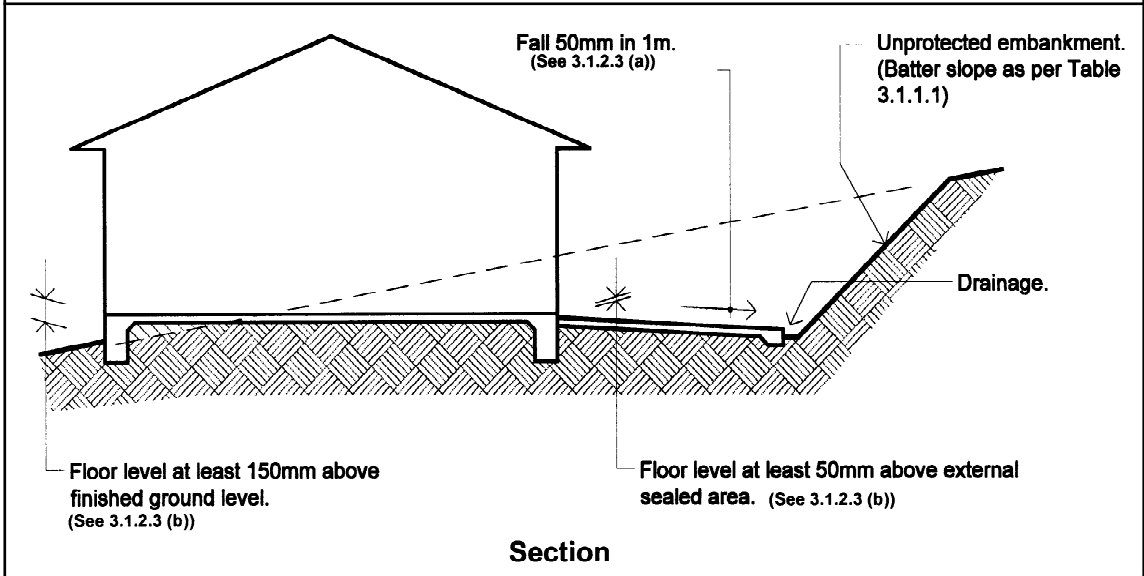 Fall 50mm in 1m.
(See 3.1.2.3 (a))
Unprotected embankment.
(Batter slope as per Table
3.1.1.1)
Drainage.
Floor level at least 150mm above
finished ground level.
(See 3.1.2.3 (b))
Floor level at least 50mm above external
sealed area. (See 3.1.2.3 (b))
Section